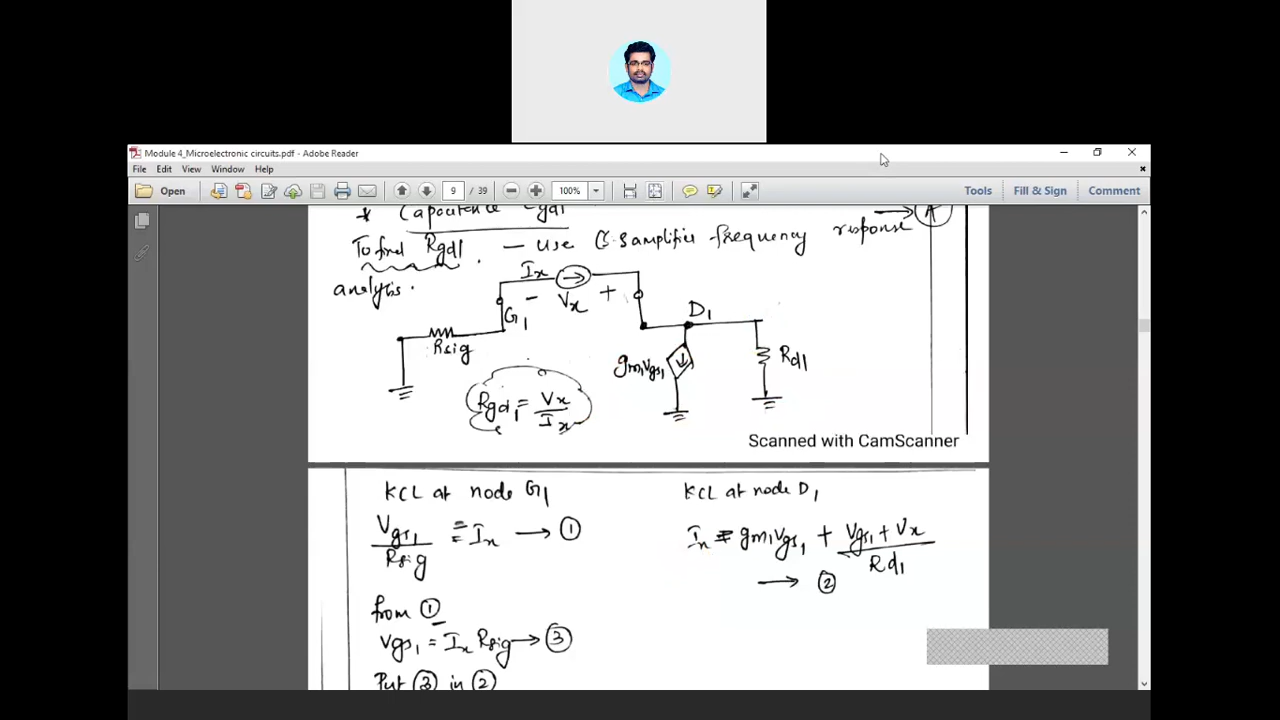 Module 4_Microelectronic circuits.pdf - Adobe Reader
File Edit View Window Help
Open 9 / 39 100% Tools Fill & Sign Comment
* Capacitance Cgd1
A
To find Rgd1 - use C.S amplifier frequency response
analysis.
Ix
- Vx +
G1
D1
Rsig
gm1vgs1
Rd1
Rgd1 = Vx/Ix
Scanned with CamScanner
KCL at node G1
Vgs1/Rsig = Ix → ①
from ①
Vgs1 = Ix Rsig → ③
Put ③ in ②
KCL at node D1
Ix = gm1Vgs1 + Vgs1 + Vx/Rd1
→ ②